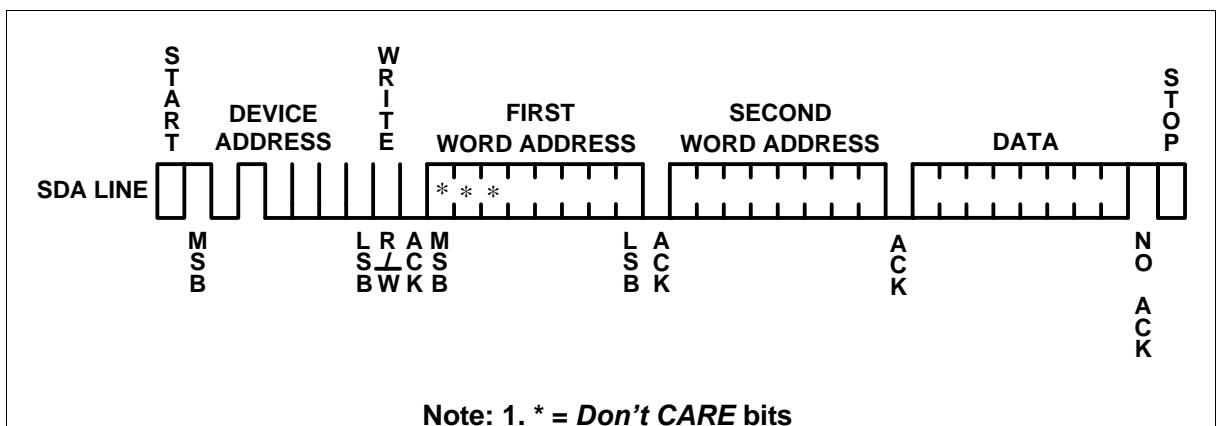 START
WRITE
STOP
DEVICE
ADDRESS
FIRST
WORD ADDRESS
SECOND
WORD ADDRESS
DATA
SDA LINE
* * *
MSB
LSB
R/W
ACK
MSB
LSB
ACK
ACK
NO ACK
Note: 1. * = Don't CARE bits